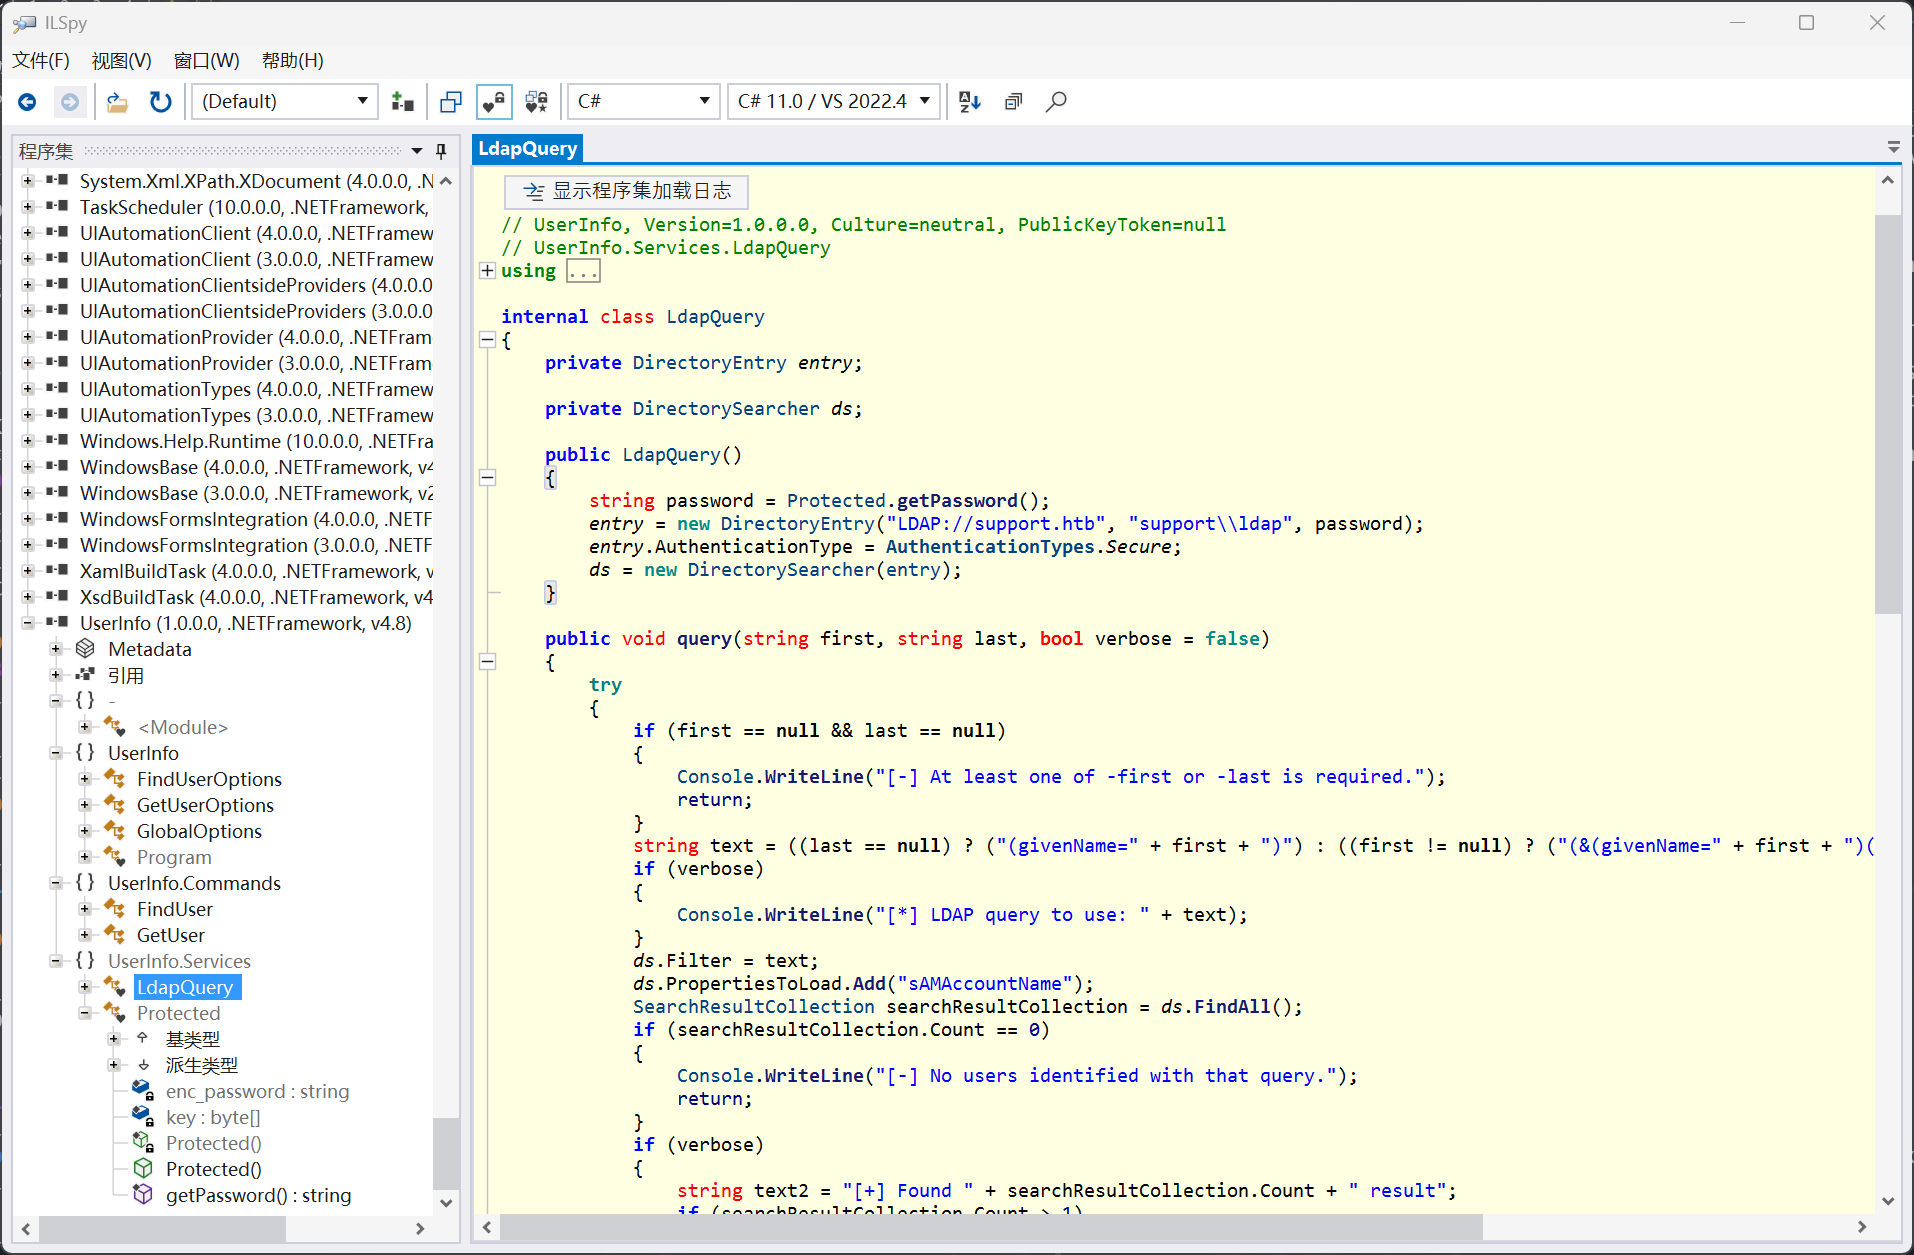 ILSpy
文件(F) 视图(V) 窗口(W) 帮助(H)
(Default) C# C# 11.0 / VS 2022.4
程序集
System.Xml.XPath.XDocument (4.0.0.0, .N
TaskScheduler (10.0.0.0, .NETFramework,
UIAutomationClient (4.0.0.0, .NETFramew
UIAutomationClient (3.0.0.0, .NETFramew
UIAutomationClientsideProviders (4.0.0.0
UIAutomationClientsideProviders (3.0.0.0
UIAutomationProvider (4.0.0.0, .NETFram
UIAutomationProvider (3.0.0.0, .NETFram
UIAutomationTypes (4.0.0.0, .NETFramew
UIAutomationTypes (3.0.0.0, .NETFramew
Windows.Help.Runtime (10.0.0.0, .NETFra
WindowsBase (4.0.0.0, .NETFramework, v4
WindowsBase (3.0.0.0, .NETFramework, v2
WindowsFormsIntegration (4.0.0.0, .NETF
WindowsFormsIntegration (3.0.0.0, .NETF
XamlBuildTask (4.0.0.0, .NETFramework, v
XsdBuildTask (4.0.0.0, .NETFramework, v4
UserInfo (1.0.0.0, .NETFramework, v4.8)
Metadata
引用
{ } -
<Module>
{ } UserInfo
FindUserOptions
GetUserOptions
GlobalOptions
Program
{ } UserInfo.Commands
FindUser
GetUser
{ } UserInfo.Services
LdapQuery
Protected
基类型
派生类型
enc_password : string
key : byte[]
Protected()
Protected()
getPassword() : string
LdapQuery
显示程序集加载日志
// UserInfo, Version=1.0.0.0, Culture=neutral, PublicKeyToken=null
// UserInfo.Services.LdapQuery
using ...
internal class LdapQuery
{
private DirectoryEntry entry;
private DirectorySearcher ds;
public LdapQuery()
{
string password = Protected.getPassword();
entry = new DirectoryEntry("LDAP://support.htb", "support\\ldap", password);
entry.AuthenticationType = AuthenticationTypes.Secure;
ds = new DirectorySearcher(entry);
}
public void query(string first, string last, bool verbose = false)
{
try
{
if (first == null && last == null)
{
Console.WriteLine("[-] At least one of -first or -last is required.");
return;
}
string text = ((last == null) ? ("(givenName=" + first + ")") : ((first != null) ? ("(&(givenName=" + first + ")(
if (verbose)
{
Console.WriteLine("[*] LDAP query to use: " + text);
}
ds.Filter = text;
ds.PropertiesToLoad.Add("sAMAccountName");
SearchResultCollection searchResultCollection = ds.FindAll();
if (searchResultCollection.Count == 0)
{
Console.WriteLine("[-] No users identified with that query.");
return;
}
if (verbose)
{
string text2 = "[+] Found " + searchResultCollection.Count + " result";
if (searchResultCollection.Count > 1)